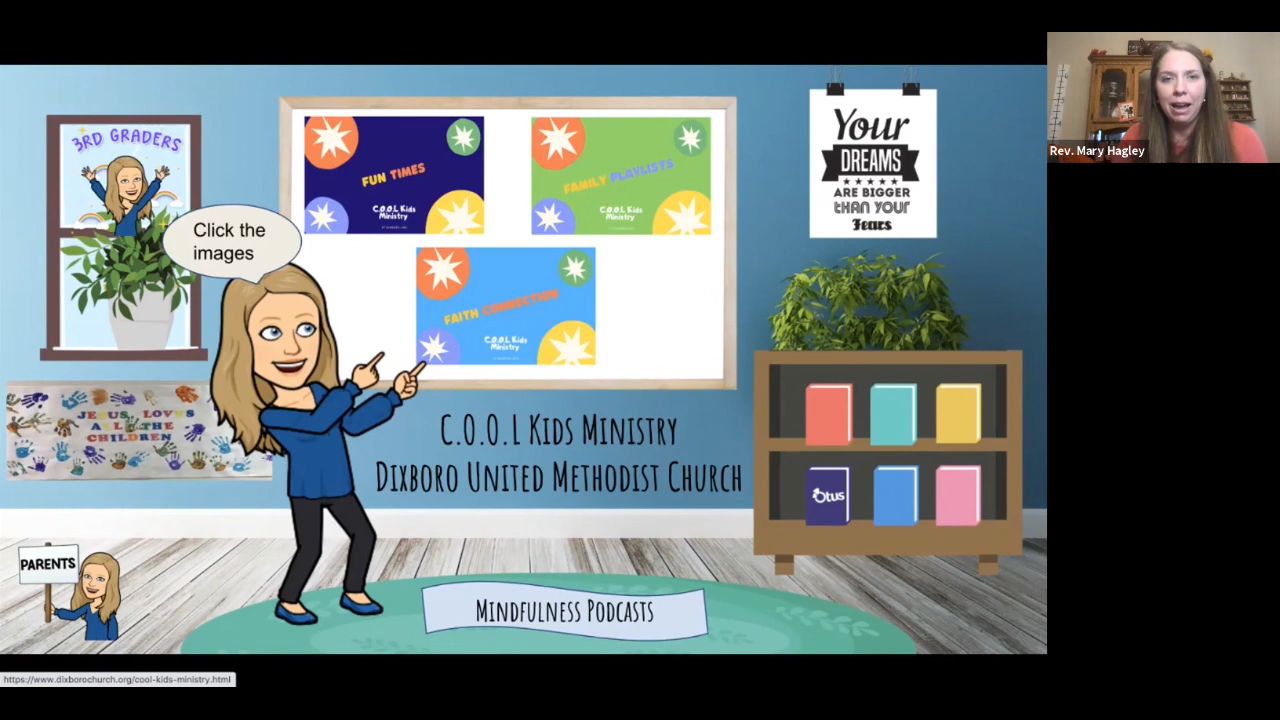 3RD GRADERS
Click the
images
FUN TIMES
C.O.O.L Kids
Ministry
FAMILY PLAYLISTS
C.O.O.L Kids
Ministry
FAITH CONNECTION
C.O.O.L Kids
Ministry
Your
DREAMS
ARE BIGGER
THAN YOUR
Fears
Rev. Mary Hagley
JESUS LOVES
ALL THE
CHILDREN
C.O.O.L Kids Ministry
Dixboro United Methodist Church
Otus
PARENTS
Mindfulness Podcasts
https://www.dixborochurch.org/cool-kids-ministry.html